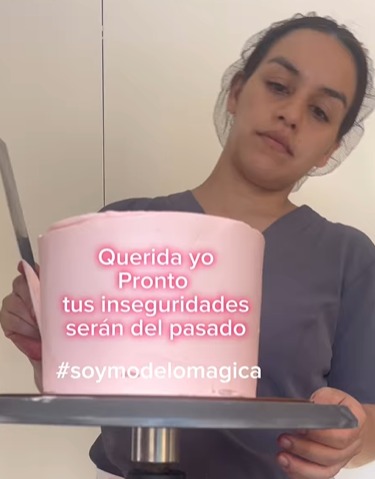 Querida yo
Pronto
tus inseguridades
serán del pasado
#soymodelomagica